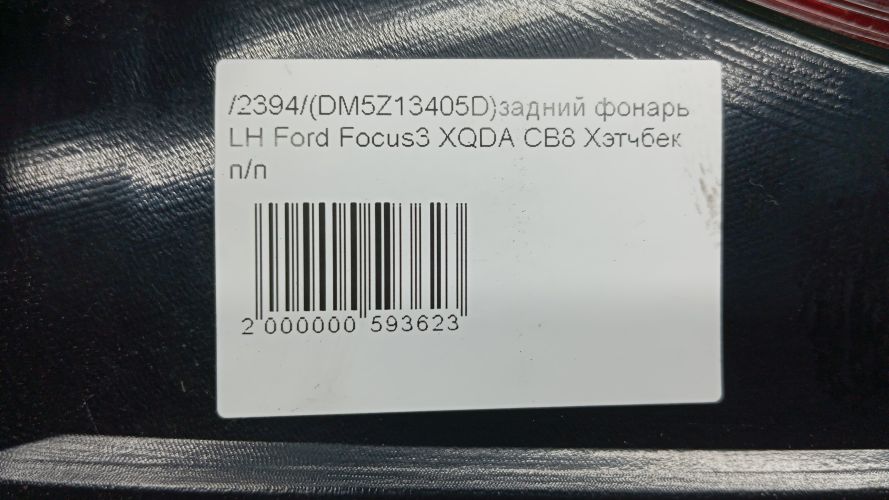 /2394/(DM5Z13405D)задний фонарь
LH Ford Focus3 XQDA CB8 Хэтчбек
п/п
2 000000 593623